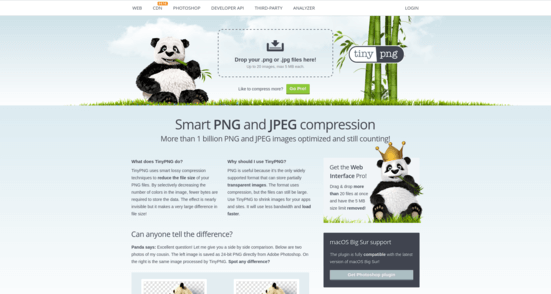 WEB CDN BETA PHOTOSHOP DEVELOPER API THIRD-PARTY ANALYZER LOGIN
Drop your .png or .jpg files here!
Up to 20 images, max 5 MB each.
tiny png
Like to compress more? Go Pro!
Smart PNG and JPEG compression
More than 1 billion PNG and JPEG images optimized and still counting!
What does TinyPNG do?
TinyPNG uses smart lossy compression
techniques to reduce the file size of your
PNG files. By selectively decreasing the
number of colors in the image, fewer bytes are
required to store the data. The effect is nearly
invisible but it makes a very large difference in
file size!
Why should I use TinyPNG?
PNG is useful because it's the only widely
supported format that can store partially
transparent images. The format uses
compression, but the files can still be large.
Use TinyPNG to shrink images for your apps
and sites. It will use less bandwidth and load
faster.
Get the Web
Interface Pro!
Drag & drop more
than 20 files at once
and have the 5 MB
size limit removed!
Can anyone tell the difference?
Panda says: Excellent question! Let me give you a side by side comparison. Below are two
photos of my cousin. The left image is saved as 24-bit PNG directly from Adobe Photoshop. On
the right is the same image processed by TinyPNG. Spot any difference?
macOS Big Sur support
The plugin is fully compatible with the latest
version of macOS Big Sur!
Get Photoshop plugin